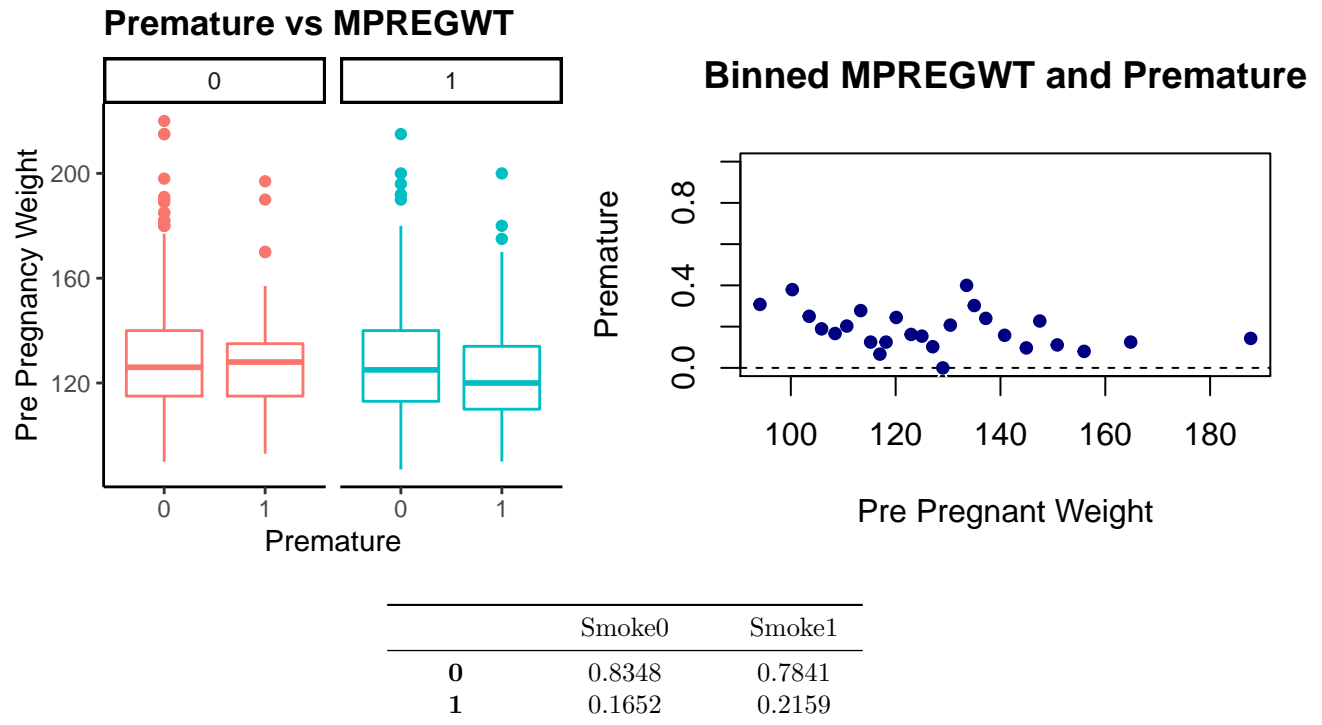 Premature vs MPREGWT
0
1
Pre Pregnancy Weight
200
160
120
0 1 0 1
Premature
Binned MPREGWT and Premature
Premature
0.8
0.4
0.0
100 120 140 160 180
Pre Pregnant Weight
Smoke0 Smoke1
0 0.8348 0.7841
1 0.1652 0.2159